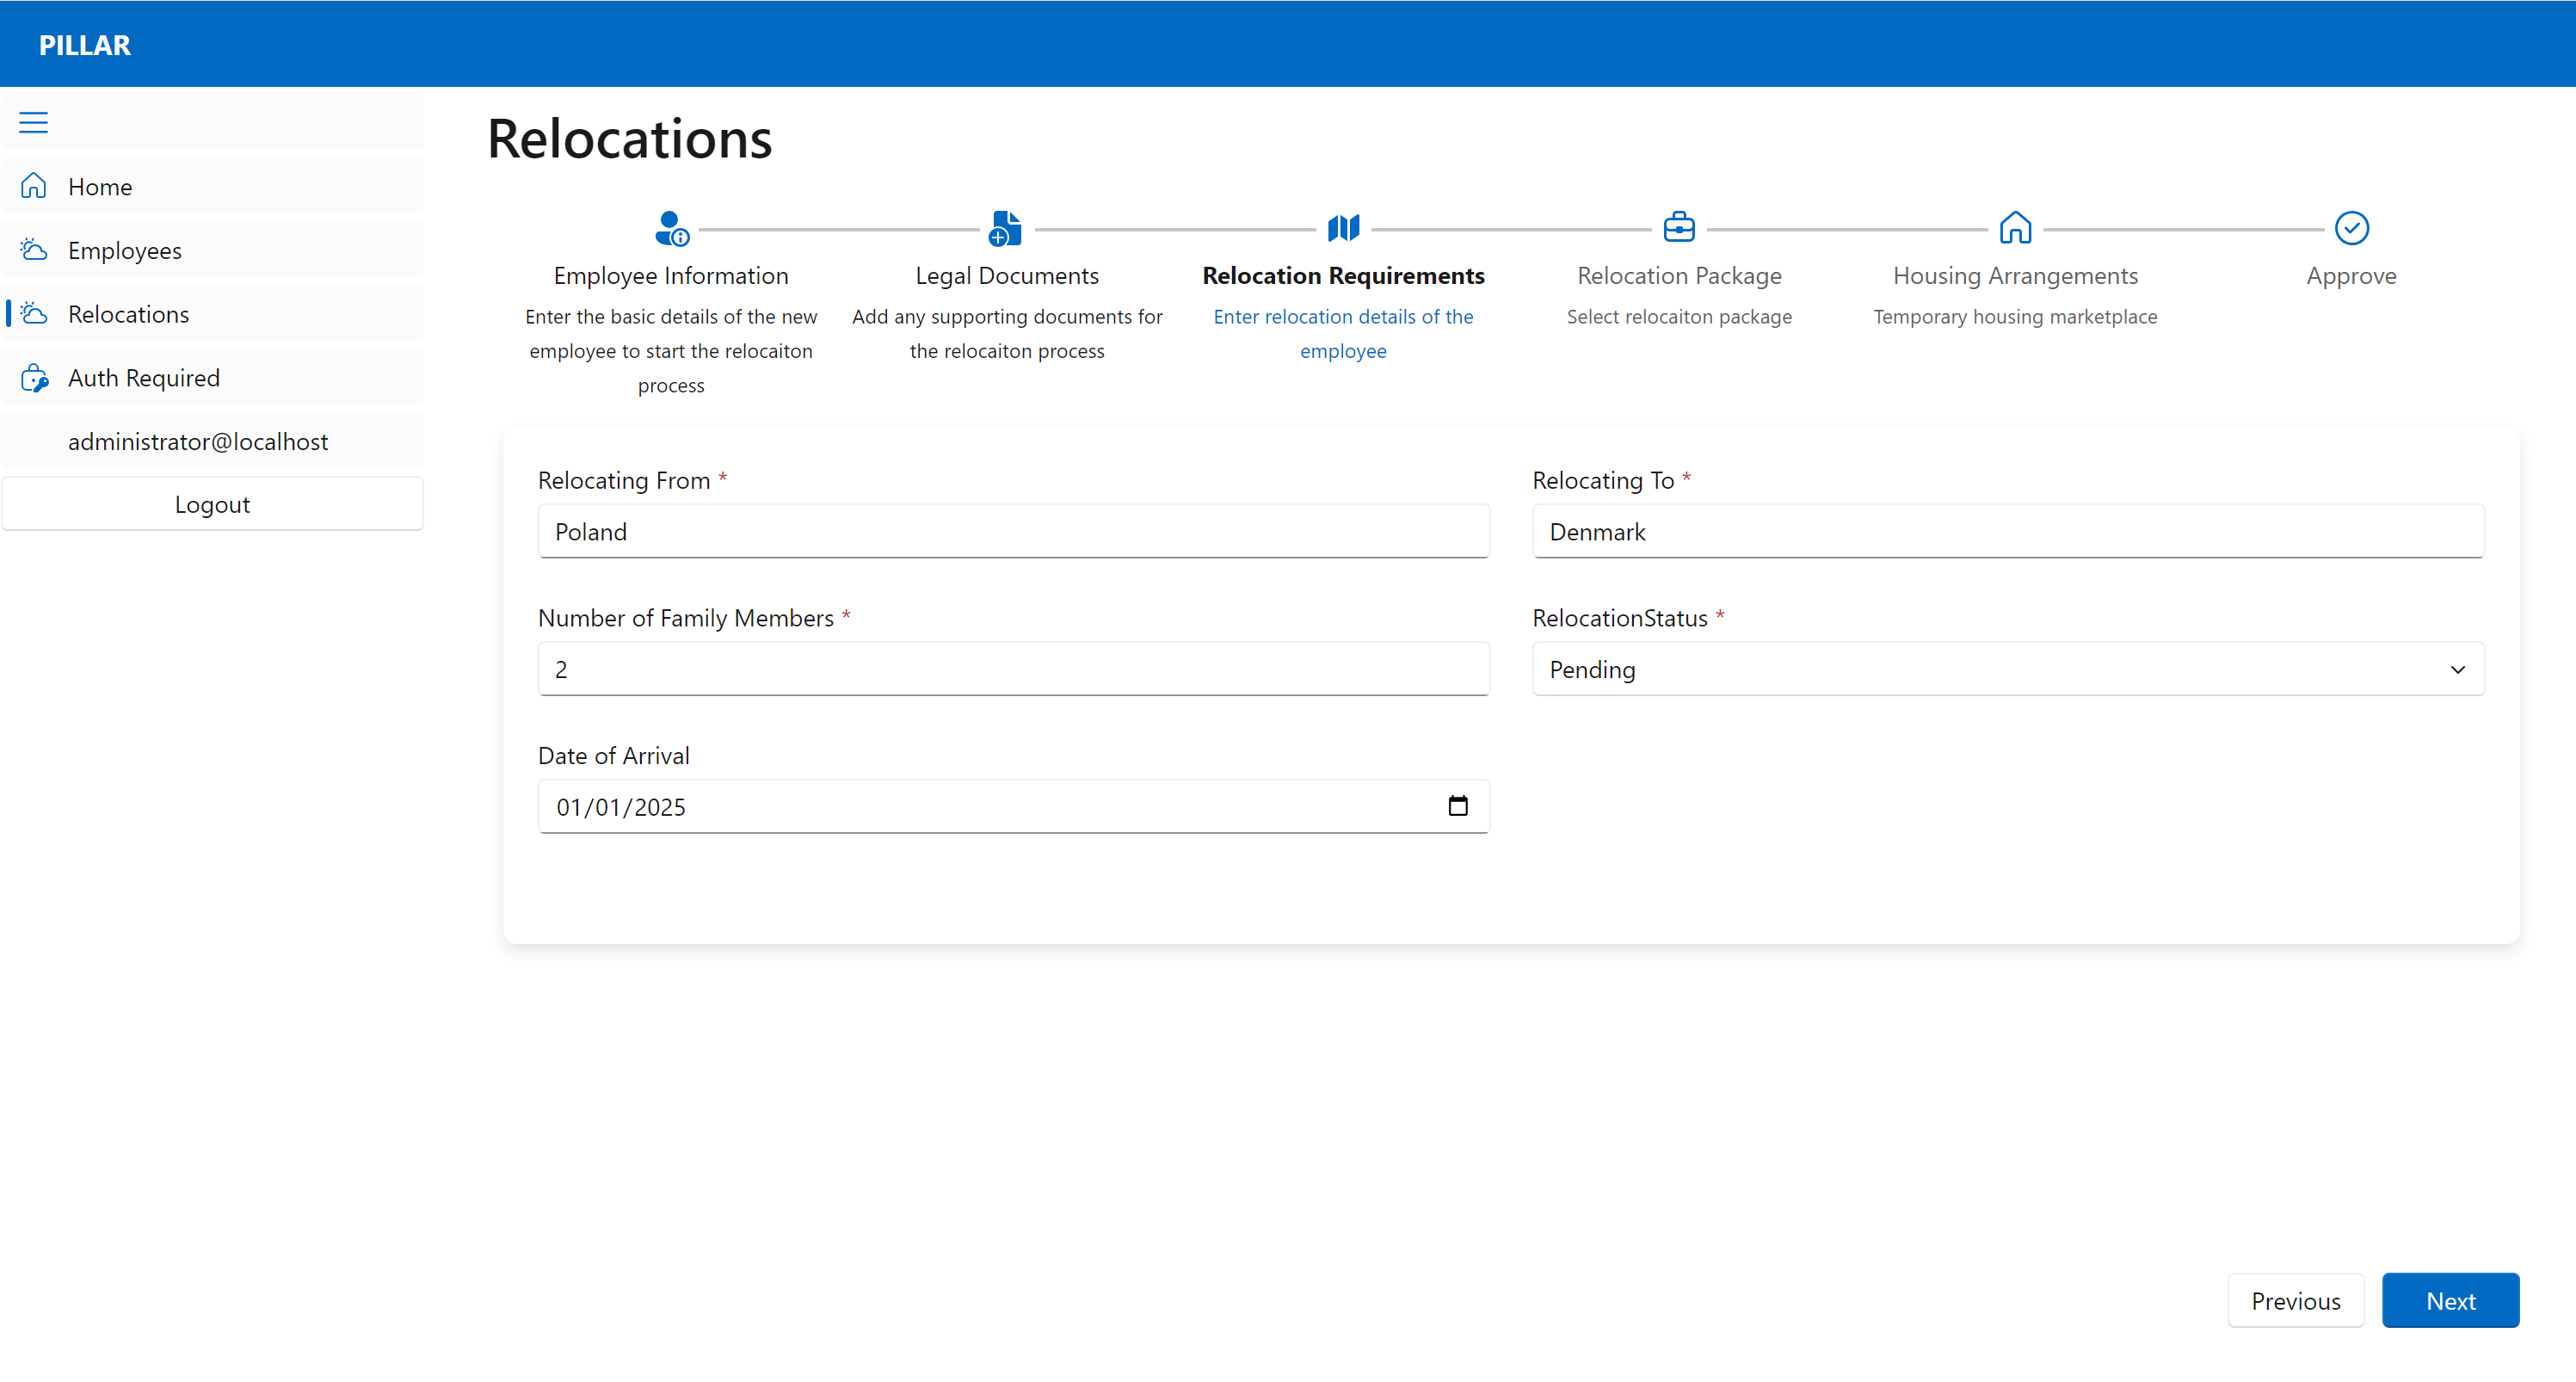 PILLAR
Home
Employees
Relocations
Auth Required
administrator@localhost
Logout
Relocations
Employee Information
Enter the basic details of the new
employee to start the relocaiton
process
Legal Documents
Add any supporting documents for
the relocaiton process
Relocation Requirements
Enter relocation details of the
employee
Relocation Package
Select relocaiton package
Housing Arrangements
Temporary housing marketplace
Approve
Relocating From *
Poland
Relocating To *
Denmark
Number of Family Members *
2
RelocationStatus *
Pending
Date of Arrival
01/01/2025
Previous
Next